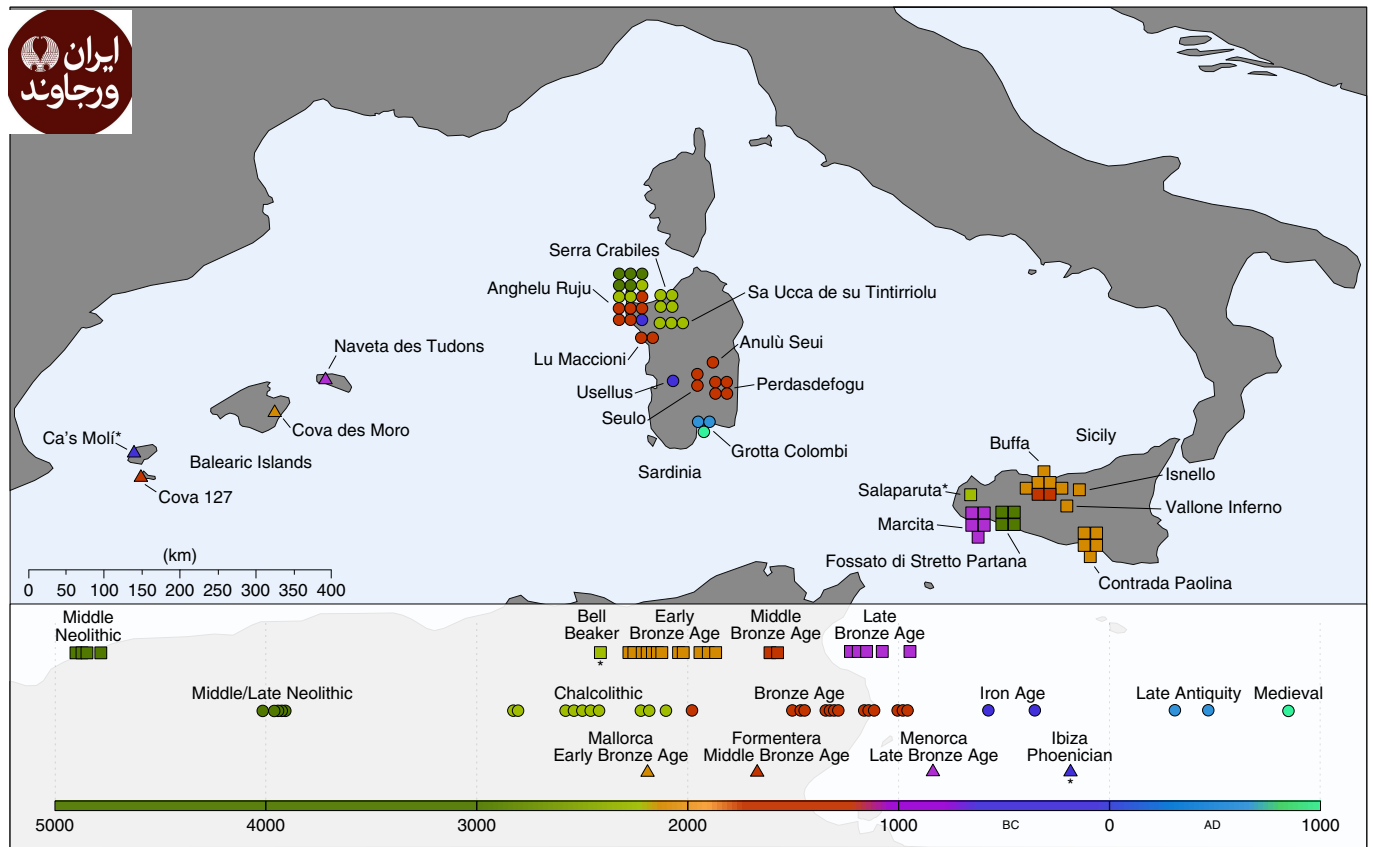 ایران
ورجاوند
Serra Crabiles
Anghelu Ruju
Sa Ucca de su Tintirriolu
Naveta des Tudons
Anulù Seui
Lu Maccioni
Perdasdefogu
Usellus
Seulo
Cova des Moro
Ca's Molí*
Balearic Islands
Grotta Colombi
Sardinia
Cova 127
Buffa
Sicily
Isnello
Salaparuta*
Vallone Inferno
Marcita
Fossato di Stretto Partana
Contrada Paolina
(km)
0 50 100 150 200 250 300 350 400
Middle
Neolithic
Bell
Beaker
*
Early
Bronze Age
Middle
Bronze Age
Late
Bronze Age
Middle/Late Neolithic
Chalcolithic
Bronze Age
Iron Age
Late Antiquity
Medieval
Mallorca
Early Bronze Age
Formentera
Middle Bronze Age
Menorca
Late Bronze Age
Ibiza
Phoenician
*
5000 4000 3000 2000 1000 BC 0 AD 1000